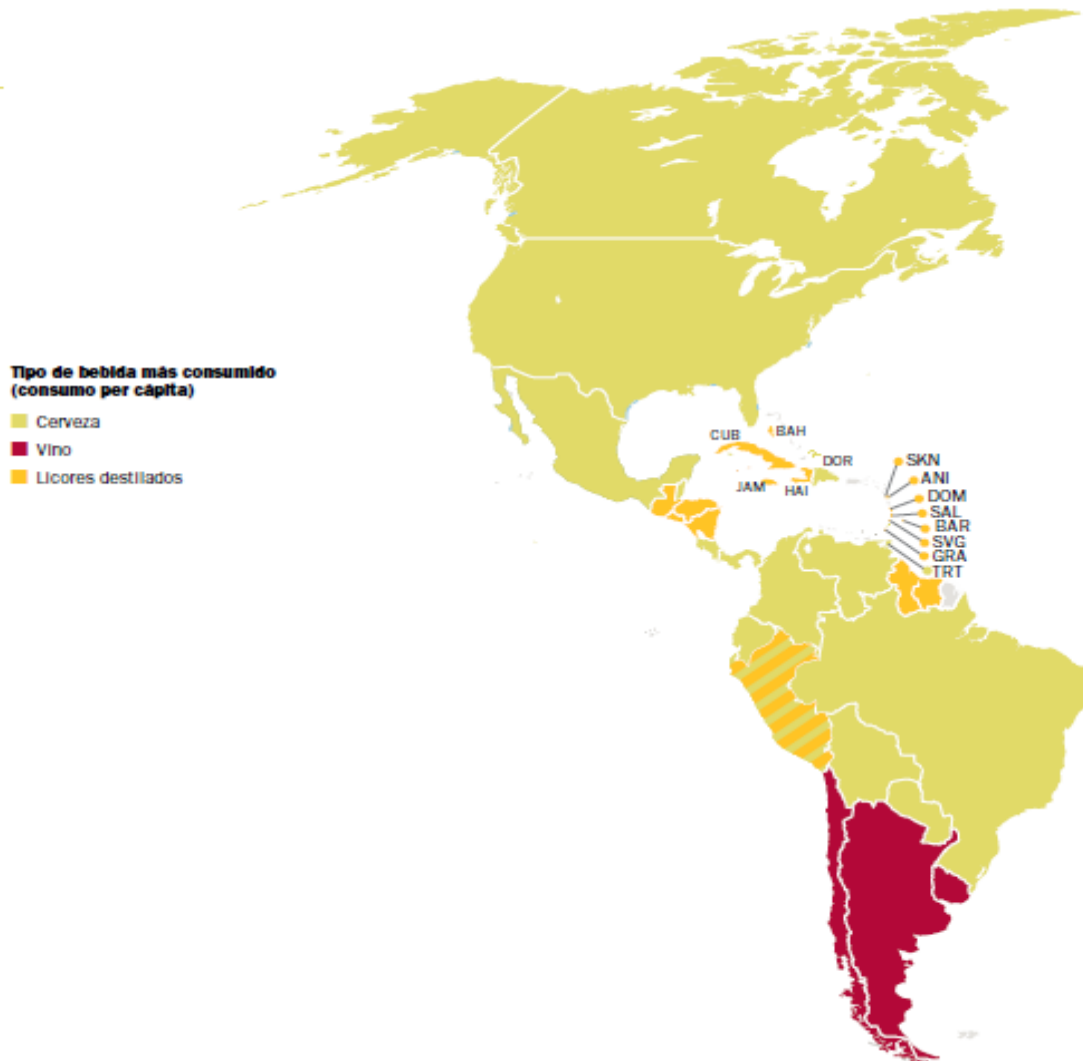 Tipo de bebida más consumido
(consumo per cápita)
Cerveza
Vino
Licores destilados
CUB
BAH
DOR
JAM
HAI
SKN
ANI
DOM
SAL
BAR
SVG
GRA
TRT